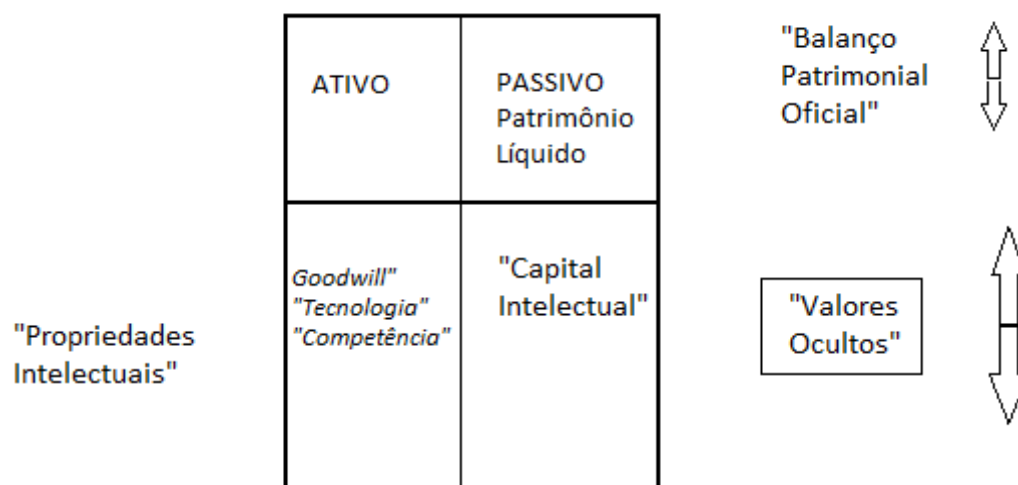 ATIVO
PASSIVO
Patrimônio
Líquido
"Balanço
Patrimonial
Oficial"
"Propriedades
Intelectuais"
Goodwill"
"Tecnologia"
"Competência"
"Capital
Intelectual"
"Valores
Ocultos"